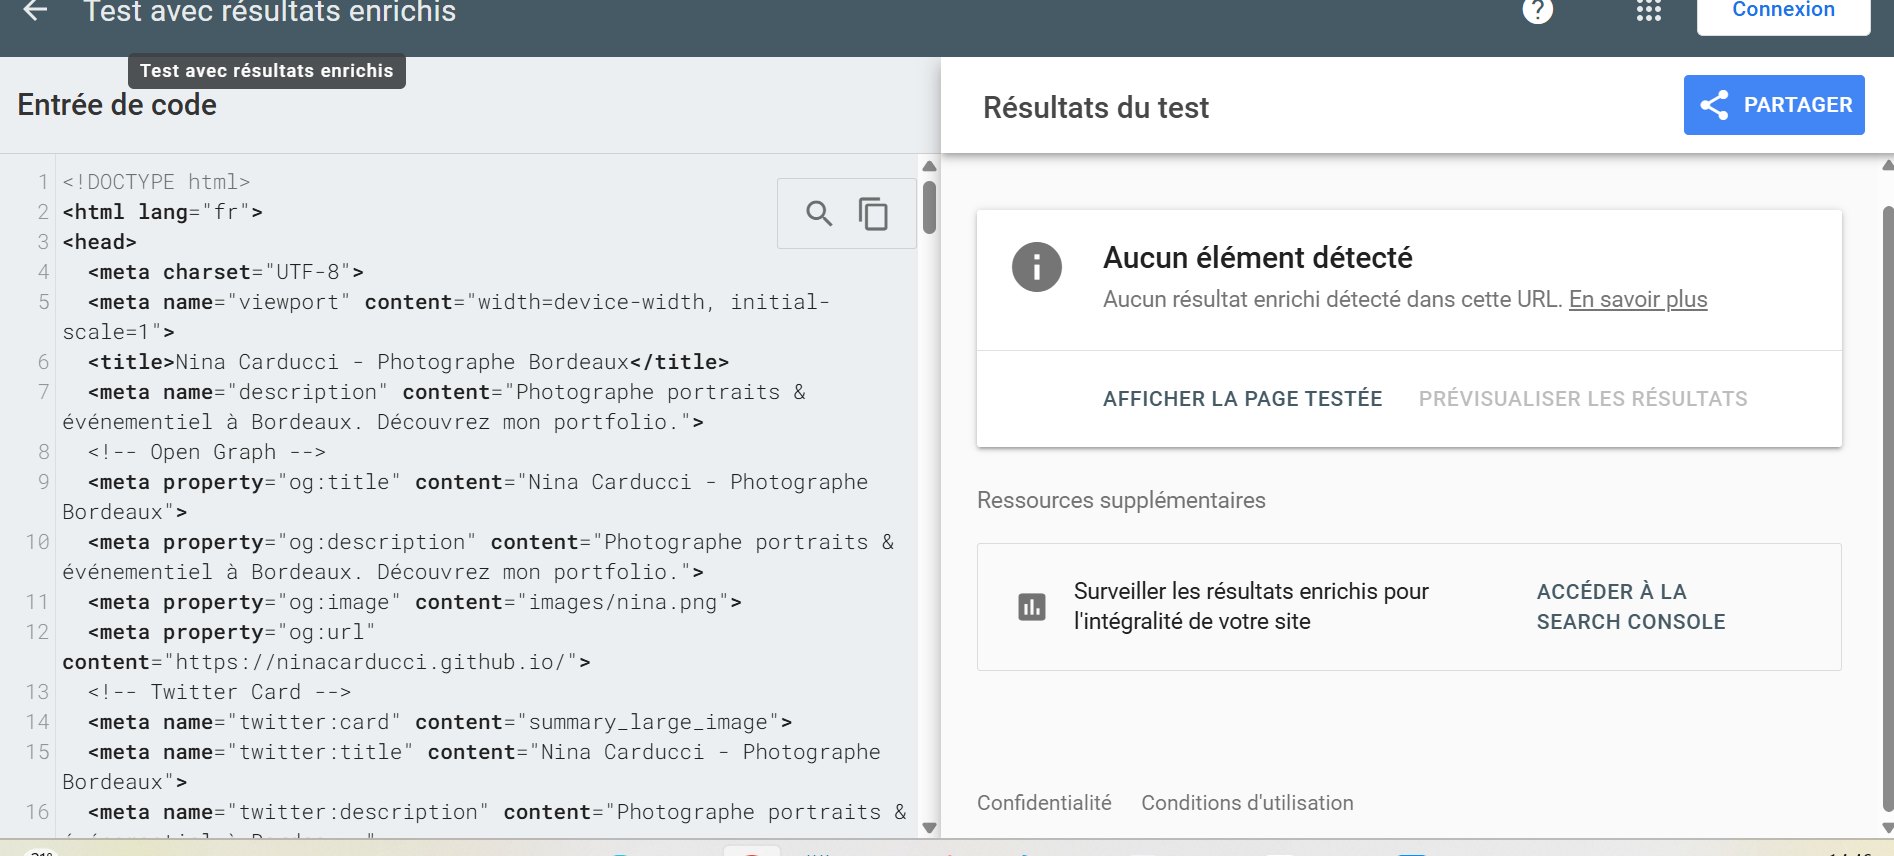 Test avec résultats enrichis
?
Connexion
Test avec résultats enrichis
Entrée de code
1 <!DOCTYPE html>
2 <html lang="fr">
3 <head>
4 <meta charset="UTF-8">
5 <meta name="viewport" content="width=device-width, initial-
scale=1">
6 <title>Nina Carducci - Photographe Bordeaux</title>
7 <meta name="description" content="Photographe portraits &
événementiel à Bordeaux. Découvrez mon portfolio.">
8 <!-- Open Graph -->
9 <meta property="og:title" content="Nina Carducci - Photographe
Bordeaux">
10 <meta property="og:description" content="Photographe portraits &
événementiel à Bordeaux. Découvrez mon portfolio.">
11 <meta property="og:image" content="images/nina.png">
12 <meta property="og:url"
content="https://ninacarducci.github.io/">
13 <!-- Twitter Card -->
14 <meta name="twitter:card" content="summary_large_image">
15 <meta name="twitter:title" content="Nina Carducci - Photographe
Bordeaux">
16 <meta name="twitter:description" content="Photographe portraits &
Résultats du test
PARTAGER
Aucun élément détecté
Aucun résultat enrichi détecté dans cette URL. En savoir plus
AFFICHER LA PAGE TESTÉE
PRÉVISUALISER LES RÉSULTATS
Ressources supplémentaires
Surveiller les résultats enrichis pour
l'intégralité de votre site
ACCÉDER À LA
SEARCH CONSOLE
Confidentialité
Conditions d'utilisation